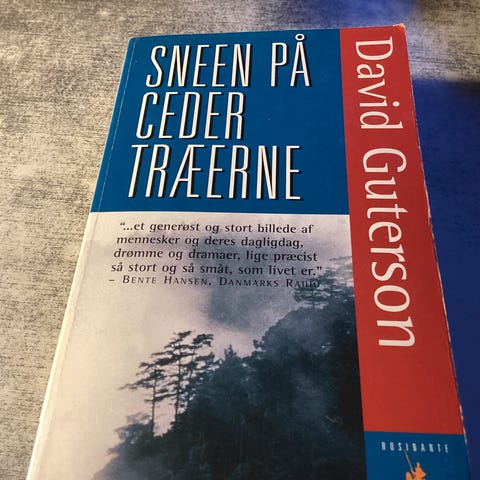 SNEEN PÅ
CEDER
TRÆERNE
David Guterson
"...et generøst og stort billede af
mennesker og deres dagligdag,
drømme og dramaer, lige præcist
så stort og så småt, som livet er."
– BENTE HANSEN, DANMARKS RADIO
ROSINANTE